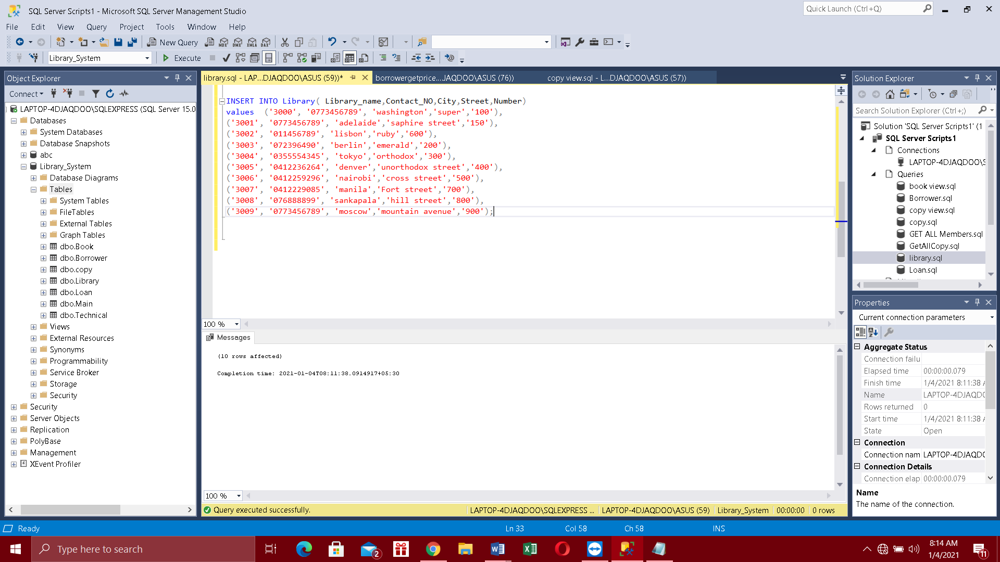 SQL Server Scripts1 - Microsoft SQL Server Management Studio
Quick Launch (Ctrl+Q)
File Edit View Query Project Tools Window Help
New Query
MDX DMX XMLA DAX
Library_System
Execute
Object Explorer
Connect
LAPTOP-4DJAQDOO\SQLEXPRESS (SQL Server 15.0
Databases
System Databases
Database Snapshots
abc
Library_System
Database Diagrams
Tables
System Tables
FileTables
External Tables
Graph Tables
dbo.Book
dbo.Borrower
dbo.copy
dbo.Library
dbo.Loan
dbo.Main
dbo.Technical
Views
External Resources
Synonyms
Programmability
Service Broker
Storage
Security
Security
Server Objects
Replication
PolyBase
Management
XEvent Profiler
library.sql - LAP...DJAQDOO\ASUS (59))*
borrowergetprice....JAQDOO\ASUS (76))
copy view.sql - L...DJAQDOO\ASUS (57))
INSERT INTO Library( Library_name,Contact_NO,City,Street,Number)
values  ('3000', '0773456789', 'washington','super','100'),
('3001', '0773456789', 'adelaide','saphire street','150'),
('3002', '011456789', 'lisbon','ruby','600'),
('3003', '072396490', 'berlin','emerald','200'),
('3004', '0355554345', 'tokyo','orthodox','300'),
('3005', '0412236264', 'denver','unorthodox street','400'),
('3006', '0412259296', 'nairobi','cross street','500'),
('3007', '0412229085', 'manila','Fort street','700'),
('3008', '076888899', 'sankapala','hill street','800'),
('3009', '0773456789', 'moscow','mountain avenue','900');
100 %
Messages
(10 rows affected)
Completion time: 2021-01-04T08:11:38.0914917+05:30
100 %
Query executed successfully.
LAPTOP-4DJAQDOO\SQLEXPRESS ...
LAPTOP-4DJAQDOO\ASUS (59)
Library_System
00:00:00
0 rows
Solution Explorer
Search Solution Explorer (Ctrl+;)
Solution 'SQL Server Scripts1' (1
SQL Server Scripts1
Connections
LAPTOP-4DJAQDOO\S
Queries
book view.sql
Borrower.sql
copy view.sql
copy.sql
GET ALL Members.sql
GetAllCopy.sql
library.sql
Loan.sql
Properties
Current connection parameters
Aggregate Status
Connection failu
Elapsed time 00:00:00.079
Finish time 1/4/2021 8:11:38 A
Name LAPTOP-4DJAQDO
Rows returned 0
Start time 1/4/2021 8:11:38 A
State Open
Connection
Connection nam LAPTOP-4DJAQDO
Connection Details
Connection elap 00:00:00.079
Name
The name of the connection.
Ready
Ln 33
Col 58
Ch 58
INS
Type here to search
2
8:14 AM
1/4/2021
11